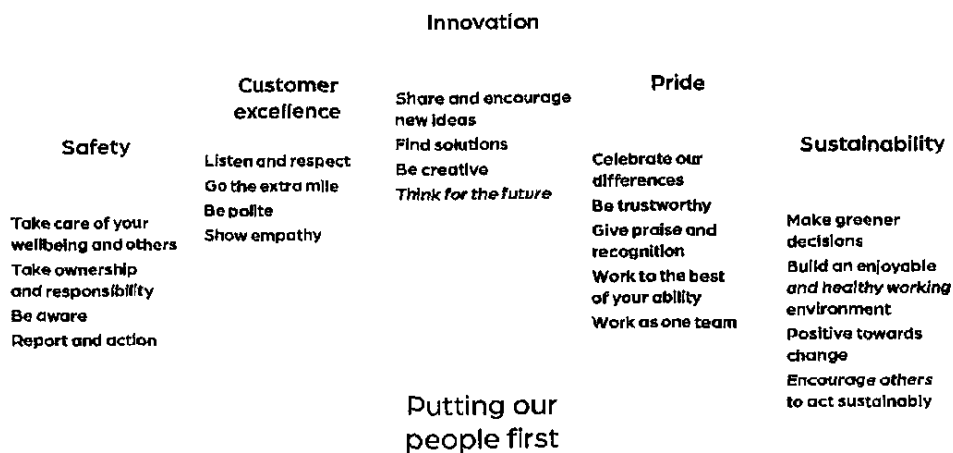 Innovation
Customer
excellence
Pride
Safety
Sustainability
Share and encourage
new ideas
Find solutions
Be creative
Think for the future
Listen and respect
Go the extra mile
Be polite
Show empathy
Celebrate our
differences
Be trustworthy
Give praise and
recognition
Work to the best
of your ability
Work as one team
Take care of your
wellbeing and others
Take ownership
and responsibility
Be aware
Report and action
Make greener
decisions
Build an enjoyable
and healthy working
environment
Positive towards
change
Encourage others
to act sustainably
Putting our
people first